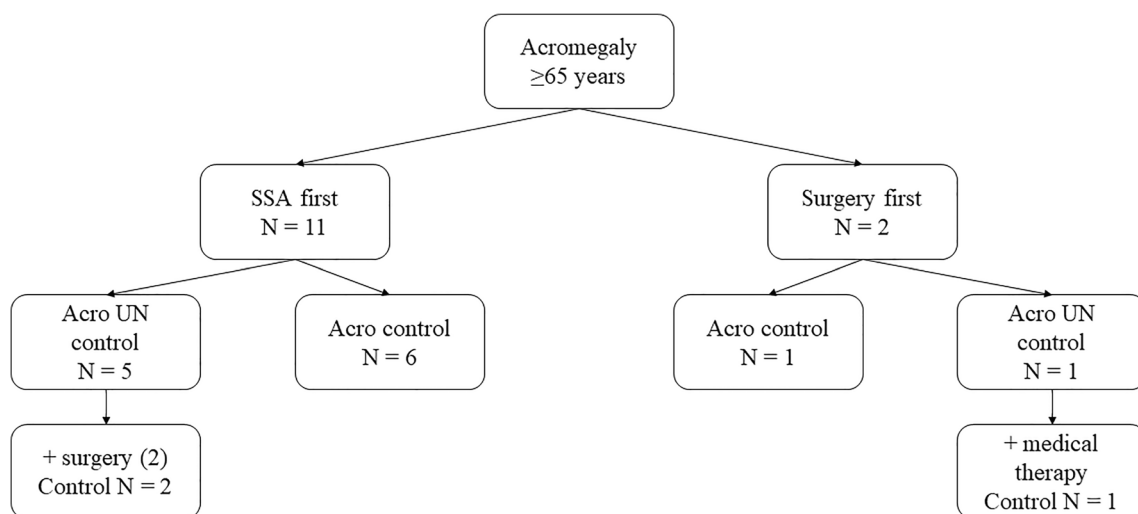 Acromegaly
≥65 years
SSA first
N = 11
Surgery first
N = 2
Acro UN
control
N = 5
Acro control
N = 6
Acro control
N = 1
Acro UN
control
N = 1
+ surgery (2)
Control N = 2
+ medical
therapy
Control N = 1